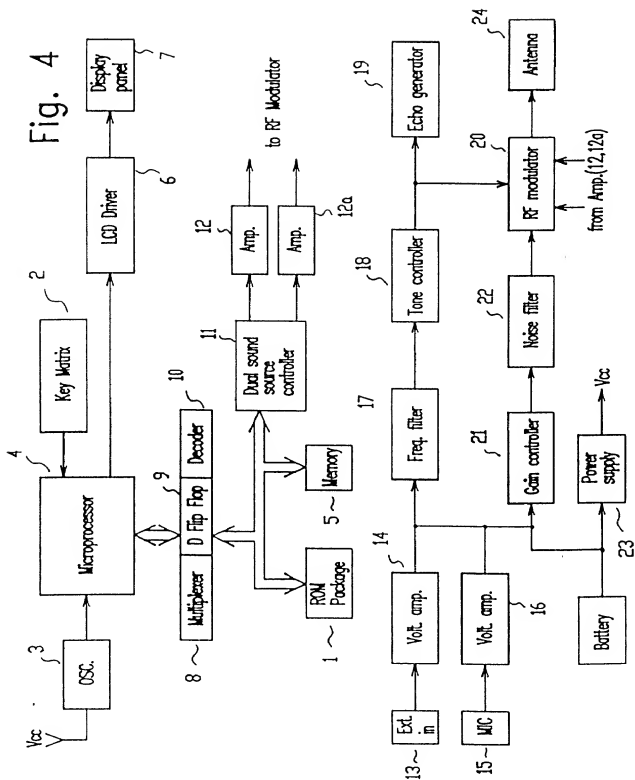 Fig. 4
Vcc
3
OSC.
4
Microprocessor
2
Key Matrix
6
LCD Driver
7
Display
panel
8
Multiplexer
9
D Flip Flop
10
Decoder
1
ROM
Package
5
Memory
11
Dual sound
source
controller
12
Amp.
12a
Amp.
to RF Modulator
13
Ext.
in
14
Volt. amp.
15
MIC
16
Volt. amp.
17
Freq. filter
18
Tone controller
19
Echo generator
20
RF modulator
from Amp.(12,12a)
21
Gain controller
22
Noise filter
24
Antenna
Battery
23
Power
supply
Vcc